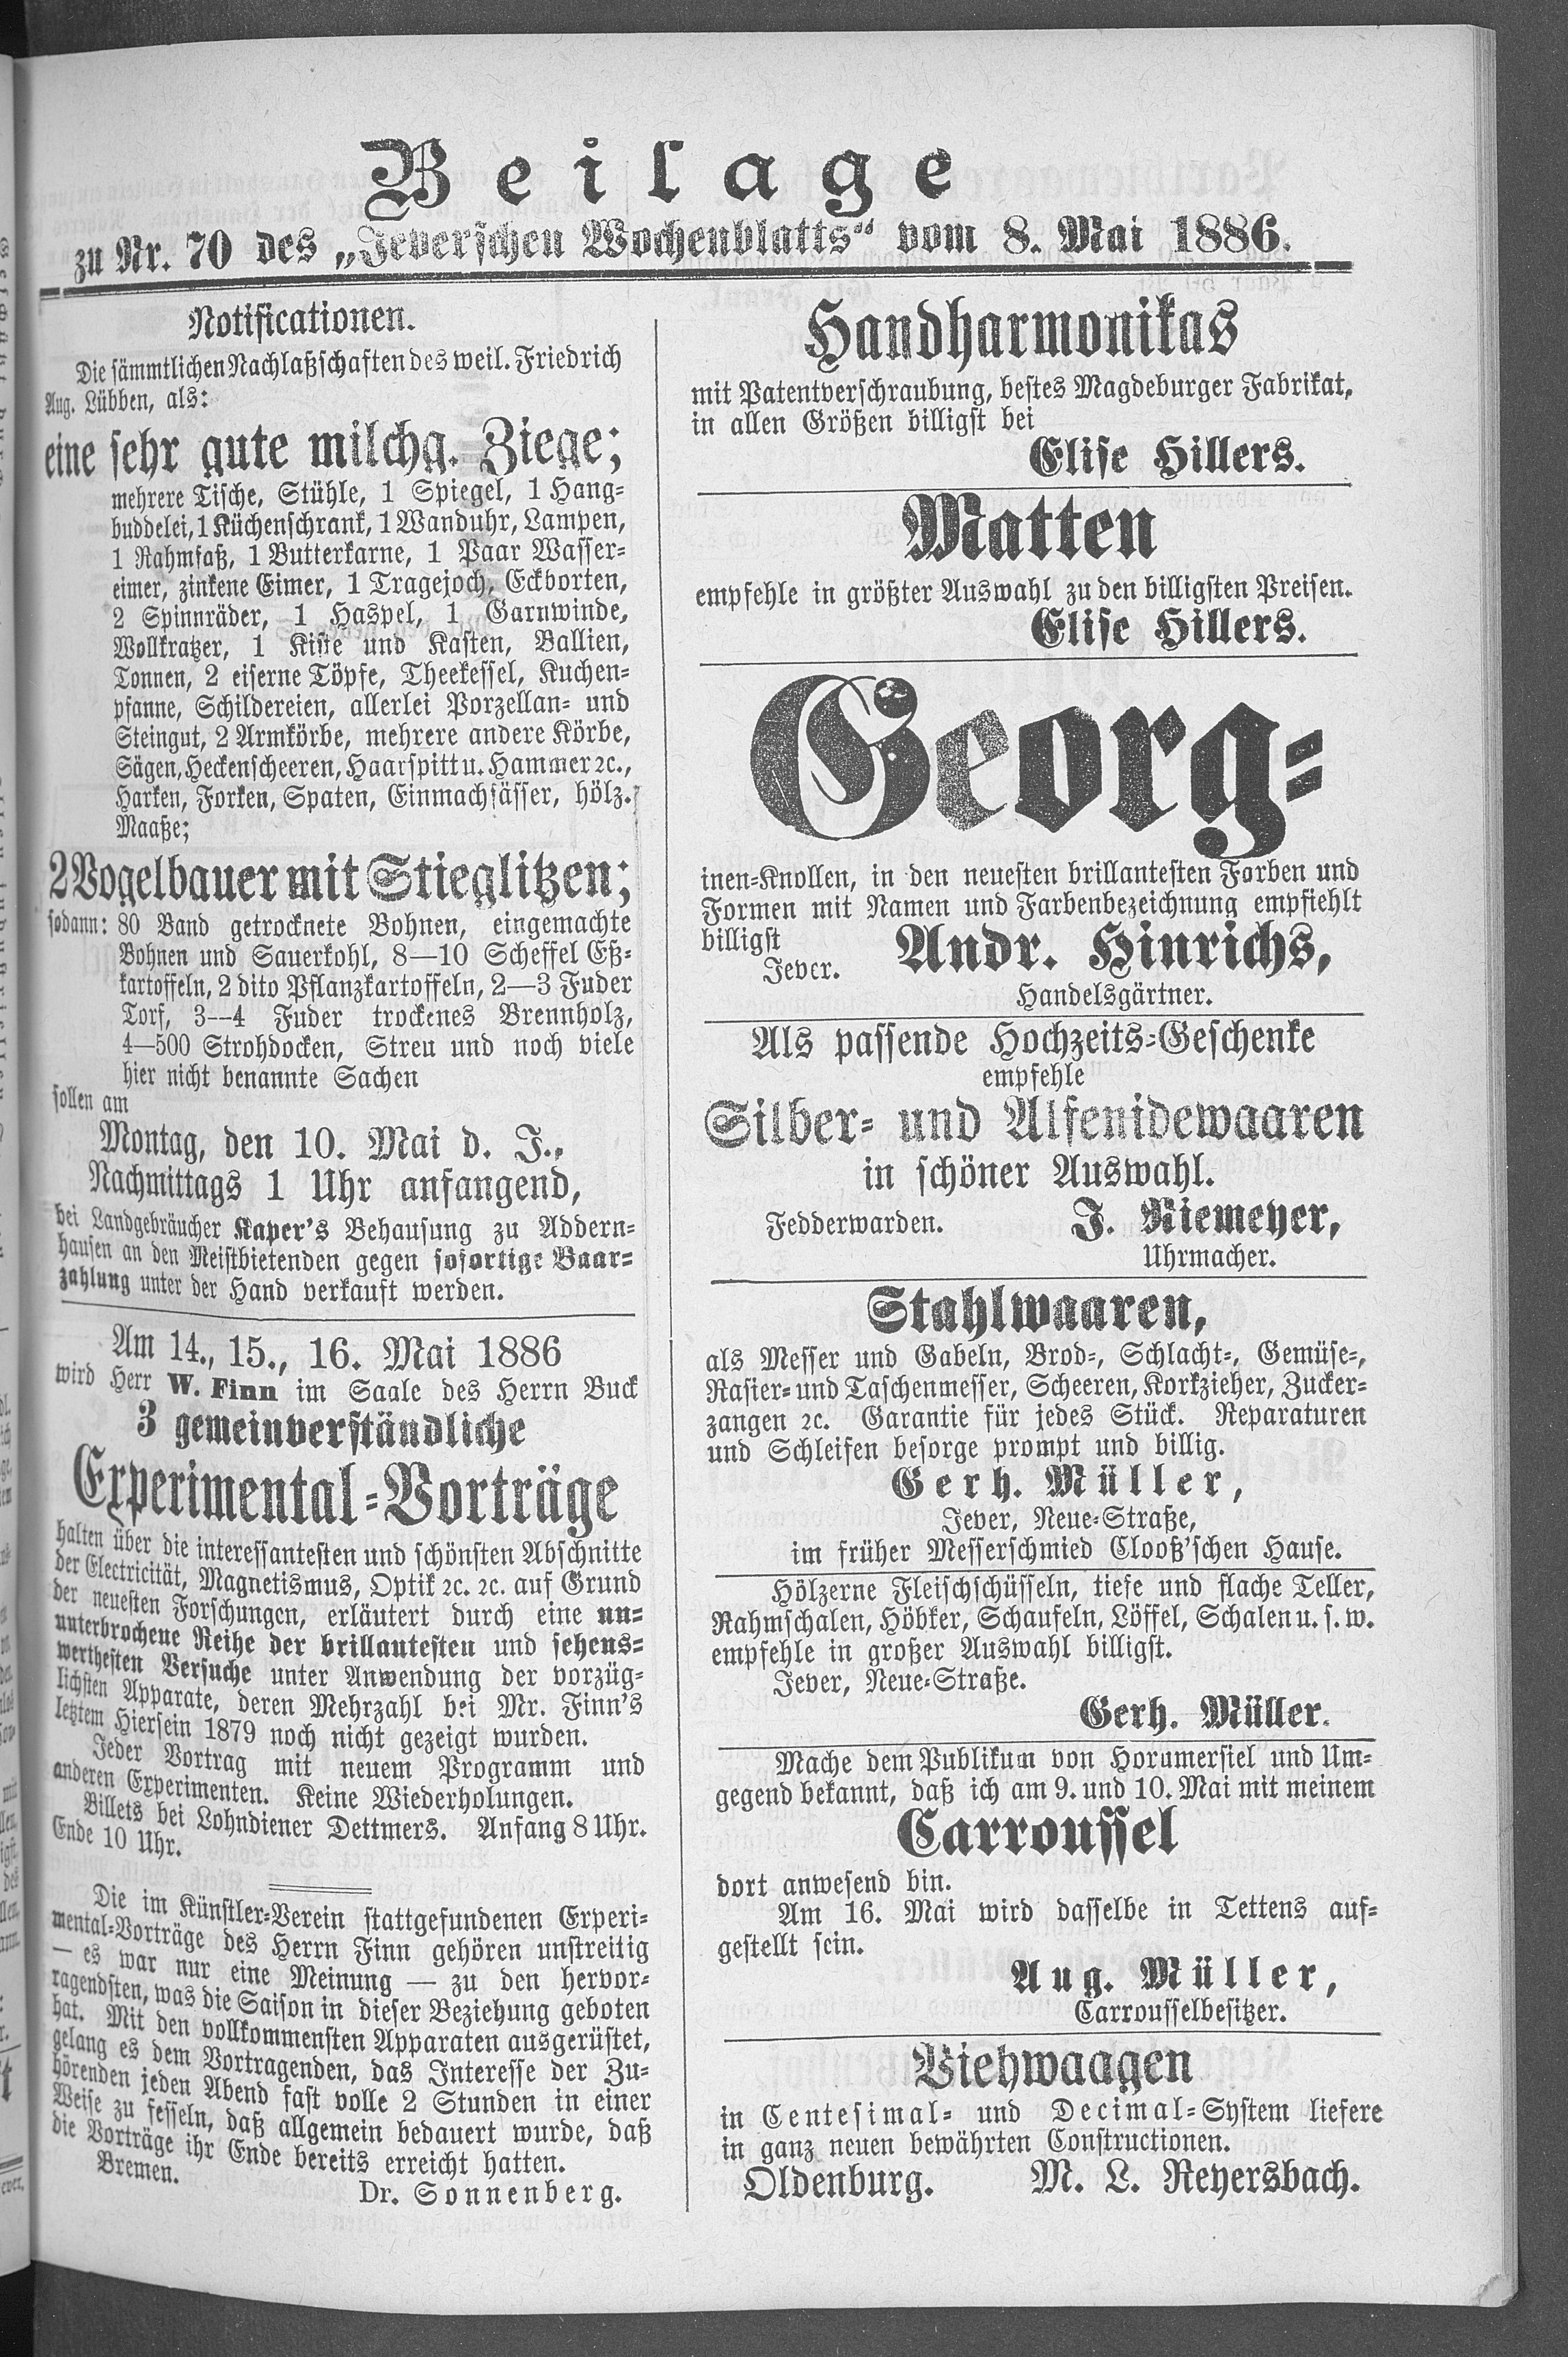 Beilage
zu Nr. 70 des „Jeverschen Wochenblatts“ vom 8. Mai 1886.
Notificationen.
Die sämmtlichen Nachlaßschaften des weil. Friedrich
Aug. Lübben, als:
eine sehr gute milchg. Ziege;
mehrere Tische, Stühle, 1 Spiegel, 1 Hang-
buddelei, 1 Küchenschrank, 1 Wanduhr, Lampen,
1 Rahmfaß, 1 Butterkarne, 1 Paar Wasser-
eimer, zinkene Eimer, 1 Tragejoch, Eckborten,
2 Spinnräder, 1 Haspel, 1 Garnwinde,
Wollkratzer, 1 Kiste und Kasten, Ballien,
Tonnen, 2 eiserne Töpfe, Theekessel, Kuchen-
pfanne, Schildereien, allerlei Porzellan- und
Steingut, 2 Armkörbe, mehrere andere Körbe,
Sägen, Heckenscheeren, Haarspitt u. Hammer ꝛc.,
Harken, Forken, Spaten, Einmachfässer, hölz.
Maaße;
2 Vogelbauer mit Stieglitzen;
sodann: 80 Band getrocknete Bohnen, eingemachte
Bohnen und Sauerkohl, 8—10 Scheffel Eß-
kartoffeln, 2 dito Pflanzkartoffeln, 2—3 Fuder
Torf, 3—4 Fuder trockenes Brennholz,
4—500 Strohdocken, Streu und noch viele
hier nicht benannte Sachen
sollen am
Montag, den 10. Mai d. J.,
Nachmittags 1 Uhr anfangend,
bei Landgebräucher Kaper's Behausung zu Addern-
hausen an den Meistbietenden gegen sofortige Baar-
zahlung unter der Hand verkauft werden.
Am 14., 15., 16. Mai 1886
wird Herr W. Finn im Saale des Herrn Buck
3 gemeinverständliche
Experimental-Vorträge
halten über die interessantesten und schönsten Abschnitte
der Electricität, Magnetismus, Optik ꝛc. ꝛc. auf Grund
der neuesten Forschungen, erläutert durch eine un-
unterbrochene Reihe der brillantesten und sehens-
werthesten Versuche unter Anwendung der vorzüg-
lichsten Apparate, deren Mehrzahl bei Mr. Finn's
letztem Hiersein 1879 noch nicht gezeigt wurden.
Jeder Vortrag mit neuem Programm und
anderen Experimenten. Keine Wiederholungen.
Billets bei Lohndiener Dettmers. Anfang 8 Uhr.
Ende 10 Uhr.
Die im Künstler-Verein stattgefundenen Experi-
mental-Vorträge des Herrn Finn gehören unstreitig
— es war nur eine Meinung — zu den hervor-
ragendsten, was die Saison in dieser Beziehung geboten
hat. Mit den vollkommensten Apparaten ausgerüstet,
gelang es dem Vortragenden, das Interesse der Zu-
hörenden jeden Abend fast volle 2 Stunden in einer
Weise zu fesseln, daß allgemein bedauert wurde, daß
die Vorträge ihr Ende bereits erreicht hatten.
Bremen.
Dr. Sonnenberg.
Handharmonikas
mit Patentverschraubung, bestes Magdeburger Fabrikat,
in allen Größen billigst bei
Elise Hillers.
Matten
empfehle in größter Auswahl zu den billigsten Preisen.
Elise Hillers.
Georg-
inen-Knollen, in den neuesten brillantesten Farben und
Formen mit Namen und Farbenbezeichnung empfiehlt
billigst
Jever. Andr. Hinrichs,
Handelsgärtner.
Als passende Hochzeits-Geschenke
empfehle
Silber- und Alfenidewaaren
in schöner Auswahl.
Fedderwarden. J. Niemeyer,
Uhrmacher.
Stahlwaaren,
als Messer und Gabeln, Brod-, Schlacht-, Gemüse-,
Rasier- und Taschenmesser, Scheeren, Korkzieher, Zucker-
zangen ꝛc. Garantie für jedes Stück. Reparaturen
und Schleifen besorge prompt und billig.
Gerh. Müller,
Jever, Neue-Straße,
im früher Messerschmied Clooß'schen Hause.
Hölzerne Fleischschüsseln, tiefe und flache Teller,
Rahmschalen, Höbker, Schaufeln, Löffel, Schalen u. s. w.
empfehle in großer Auswahl billigst.
Jever, Neue-Straße.
Gerh. Müller.
Mache dem Publikum von Horumersiel und Um-
gegend bekannt, daß ich am 9. und 10. Mai mit meinem
Carroussel
dort anwesend bin.
Am 16. Mai wird dasselbe in Tettens auf-
gestellt sein.
Aug. Müller,
Carrousselbesitzer.
Viehwaagen
in Centesimal- und Decimal-System liefere
in ganz neuen bewährten Constructionen.
Oldenburg. M. L. Reyersbach.